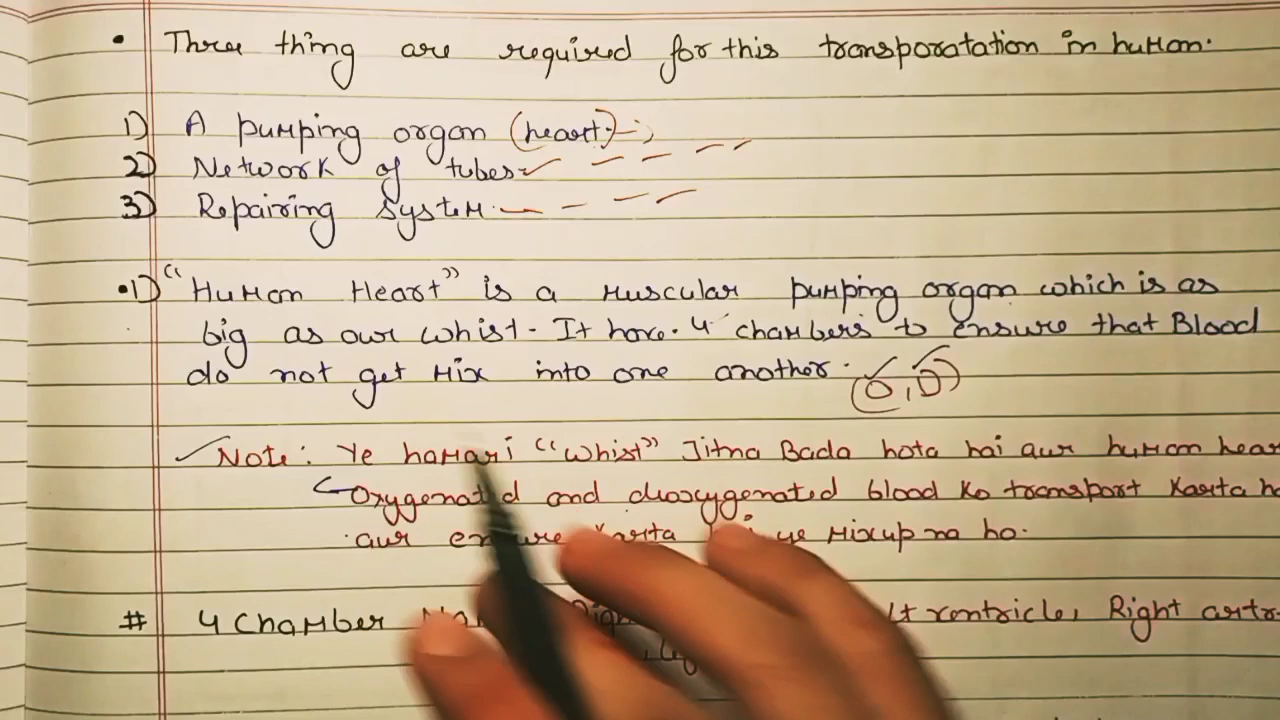 • Three thing are required for this transporatation in human.
1) A pumping organ (heart)
2) Network of tubes
3) Repairing system.
•1) "Human Heart" is a muscular pumping organ which is as
big as our whist. It have 4 chambers to ensure that Blood
do not get mix into one another.
Note: Ye hamari "whist" Jitna Bada hota hai aur human
Oxygenated and deoxygenated blood ko transport karta
aur ensure karta ye mixup na ho.
# 4 Chamber ventricle, Right